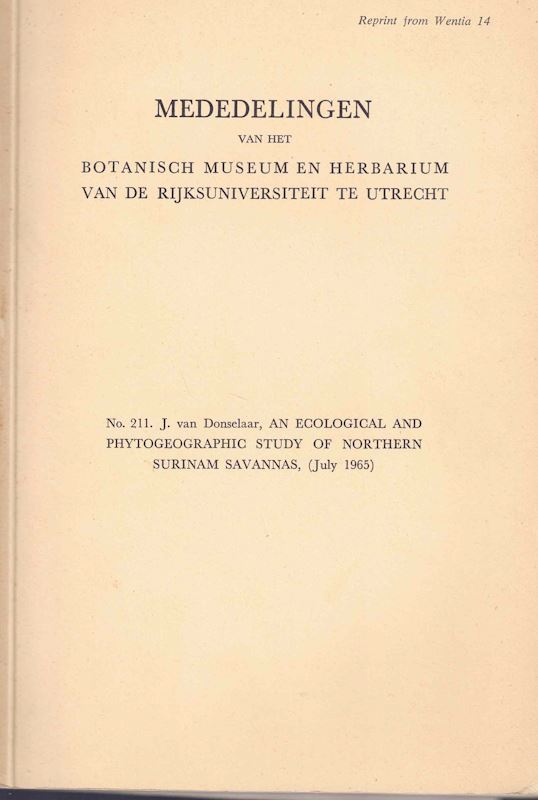 Reprint from Wentia 14
MEDEDELINGEN
VAN HET
BOTANISCH MUSEUM EN HERBARIUM
VAN DE RIJKSUNIVERSITEIT TE UTRECHT
No. 211. J. van Donselaar, AN ECOLOGICAL AND
PHYTOGEOGRAPHIC STUDY OF NORTHERN
SURINAM SAVANNAS, (July 1965)